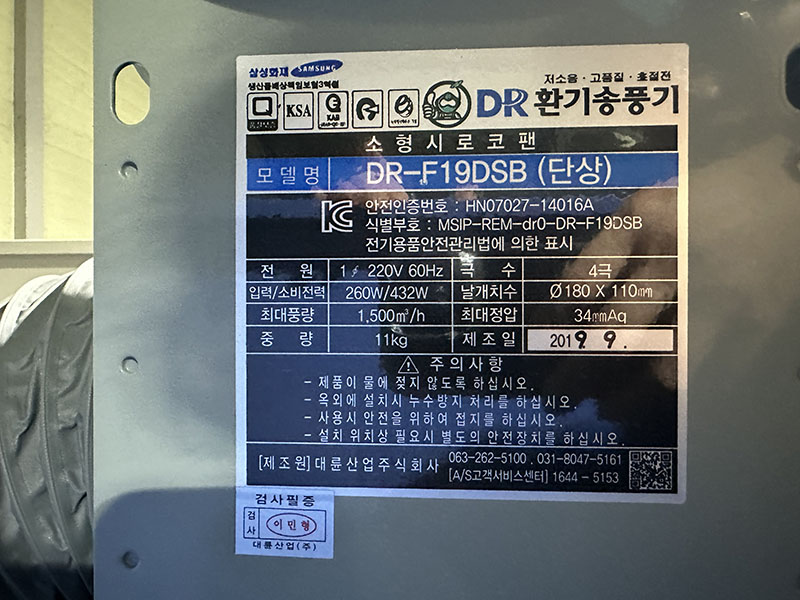 삼성화재 SAMSUNG
생산물배상책임보험3억원
Q KSA KAB
저소음 · 고품질 · 초절전
DR 환기송풍기
소형시로코팬
모델명 DR-F19DSB (단상)
안전인증번호 : HN07027-14016A
식별부호 : MSIP-REM-dr0-DR-F19DSB
전기용품안전관리법에 의한 표시
전 원 1∮ 220V 60Hz 극 수 4극
입력/소비전력 260W/432W 날개치수 Ø180 X 110㎜
최대풍량 1,500㎥/h 최대정압 34㎜Aq
중 량 11kg 제 조 일 2019. 9.
주의사항
- 제품이 물에 젖지 않도록 하십시오.
- 옥외에 설치시 누수방지 처리를 하십시오.
- 사용시 안전을 위하여 접지를 하십시오.
- 설치 위치상 필요시 별도의 안전장치를 하십시오.
[제조원] 대륜산업주식회사 063-262-5100, 031-8047-5161
[A/S고객서비스센터] 1644-5153
검사필증
검사 이민형
대륜산업(주)